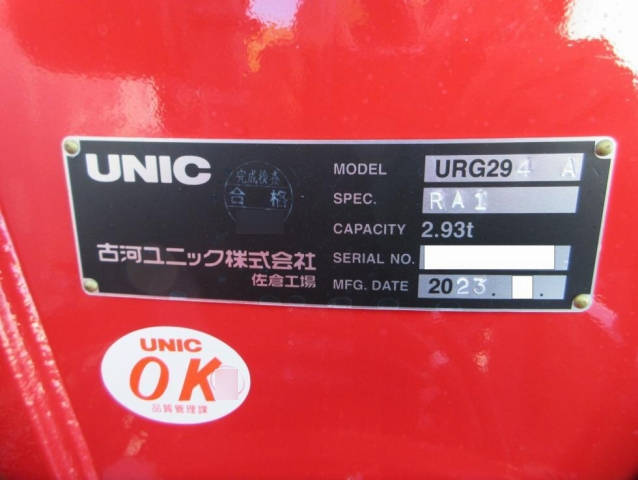 UNIC
完成検査
合格
MODEL URG294 A
SPEC. RA1
CAPACITY 2.93t
SERIAL NO.
MFG. DATE 2023. .
古河ユニック株式会社
佐倉工場
UNIC
OK
品質管理課